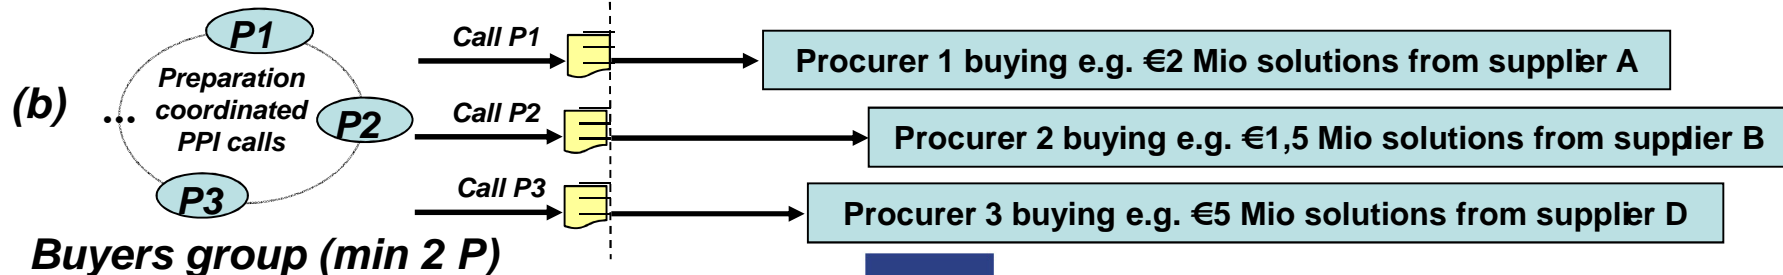 P1
Call P1
Procurer 1 buying e.g. €2 Mio solutions from supplier A
(b)
...
Preparation
coordinated
PPI calls
P2
Call P2
Procurer 2 buying e.g. €1,5 Mio solutions from supplier B
P3
Call P3
Procurer 3 buying e.g. €5 Mio solutions from supplier D
Buyers group (min 2 P)